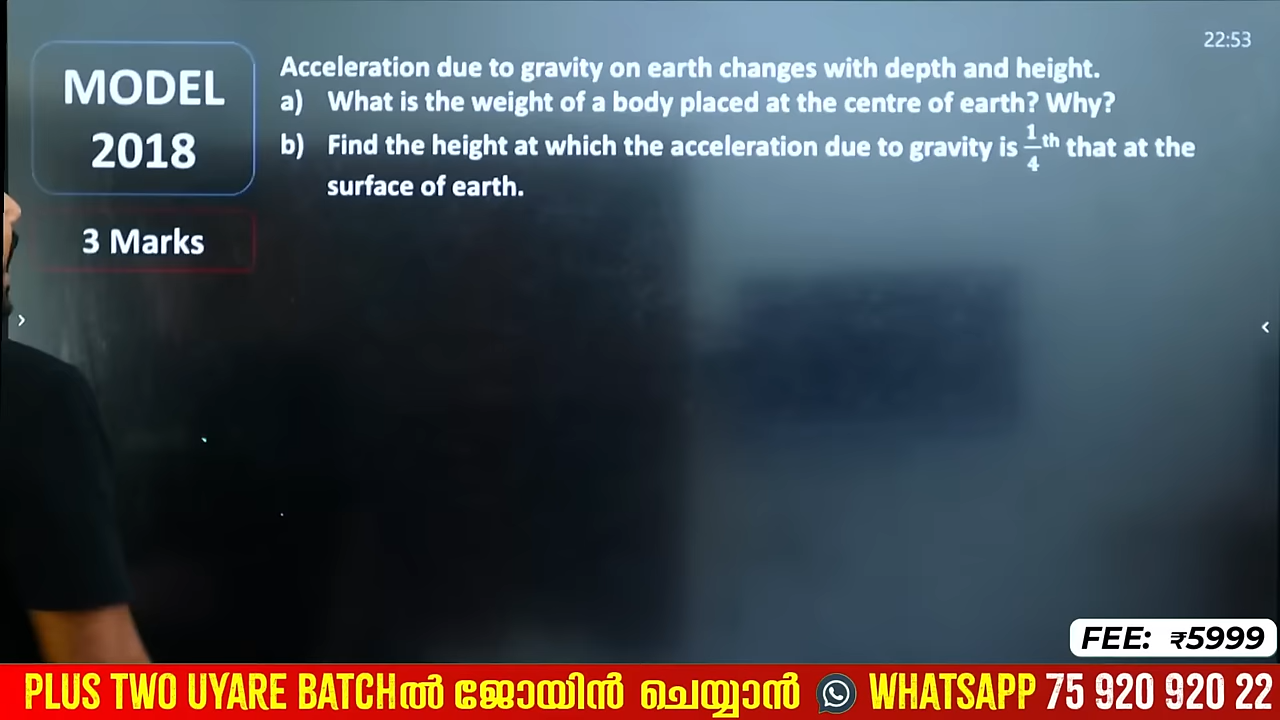 22:53
MODEL
2018
3 Marks
Acceleration due to gravity on earth changes with depth and height.
a) What is the weight of a body placed at the centre of earth? Why?
b) Find the height at which the acceleration due to gravity is 1/4 th that at the
surface of earth.
›
‹
FEE: ₹5999
PLUS TWO UYARE BATCHൽ ജോയിൻ ചെയ്യാൻ WHATSAPP 75 920 920 22